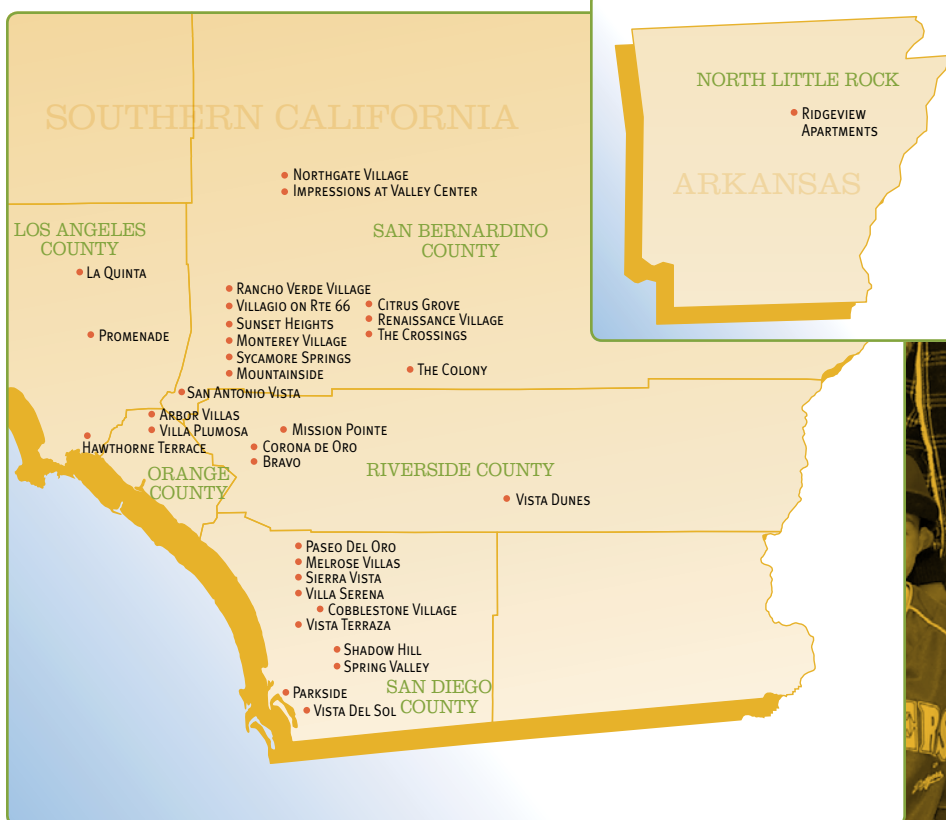 SOUTHERN CALIFORNIA
Northgate Village
Impressions at Valley Center
LOS ANGELES
COUNTY
SAN BERNARDINO
COUNTY
La Quinta
Promenade
Rancho Verde Village
Villagio on Rte 66
Sunset Heights
Monterey Village
Sycamore Springs
Mountainside
Citrus Grove
Renaissance Village
The Crossings
The Colony
San Antonio Vista
Arbor Villas
Villa Plumosa
Hawthorne Terrace
Mission Pointe
Corona de Oro
Bravo
ORANGE
COUNTY
RIVERSIDE COUNTY
Vista Dunes
Paseo Del Oro
Melrose Villas
Sierra Vista
Villa Serena
Cobblestone Village
Vista Terraza
Shadow Hill
Spring Valley
Parkside
Vista Del Sol
SAN DIEGO
COUNTY
NORTH LITTLE ROCK
Ridgeview
Apartments
ARKANSAS